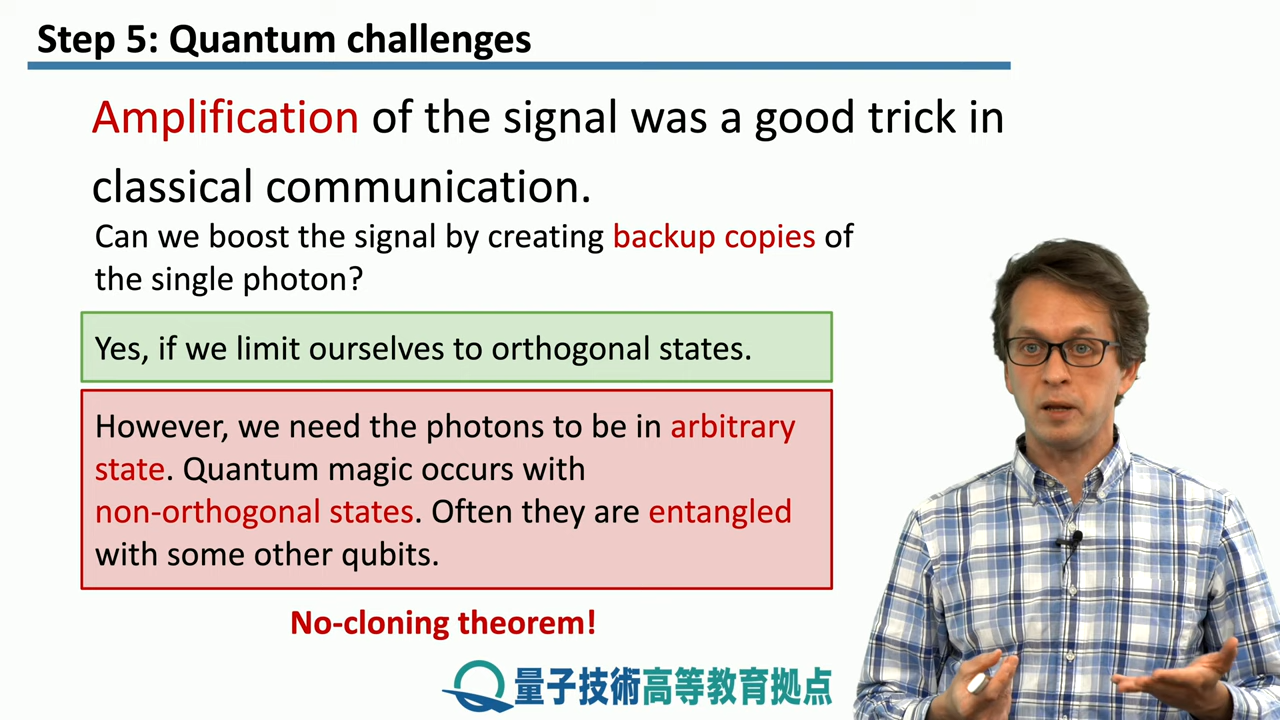 Step 5: Quantum challenges
Amplification of the signal was a good trick in
classical communication.
Can we boost the signal by creating backup copies of
the single photon?
Yes, if we limit ourselves to orthogonal states.
However, we need the photons to be in arbitrary
state. Quantum magic occurs with
non-orthogonal states. Often they are entangled
with some other qubits.
No-cloning theorem!
量子技術高等教育拠点